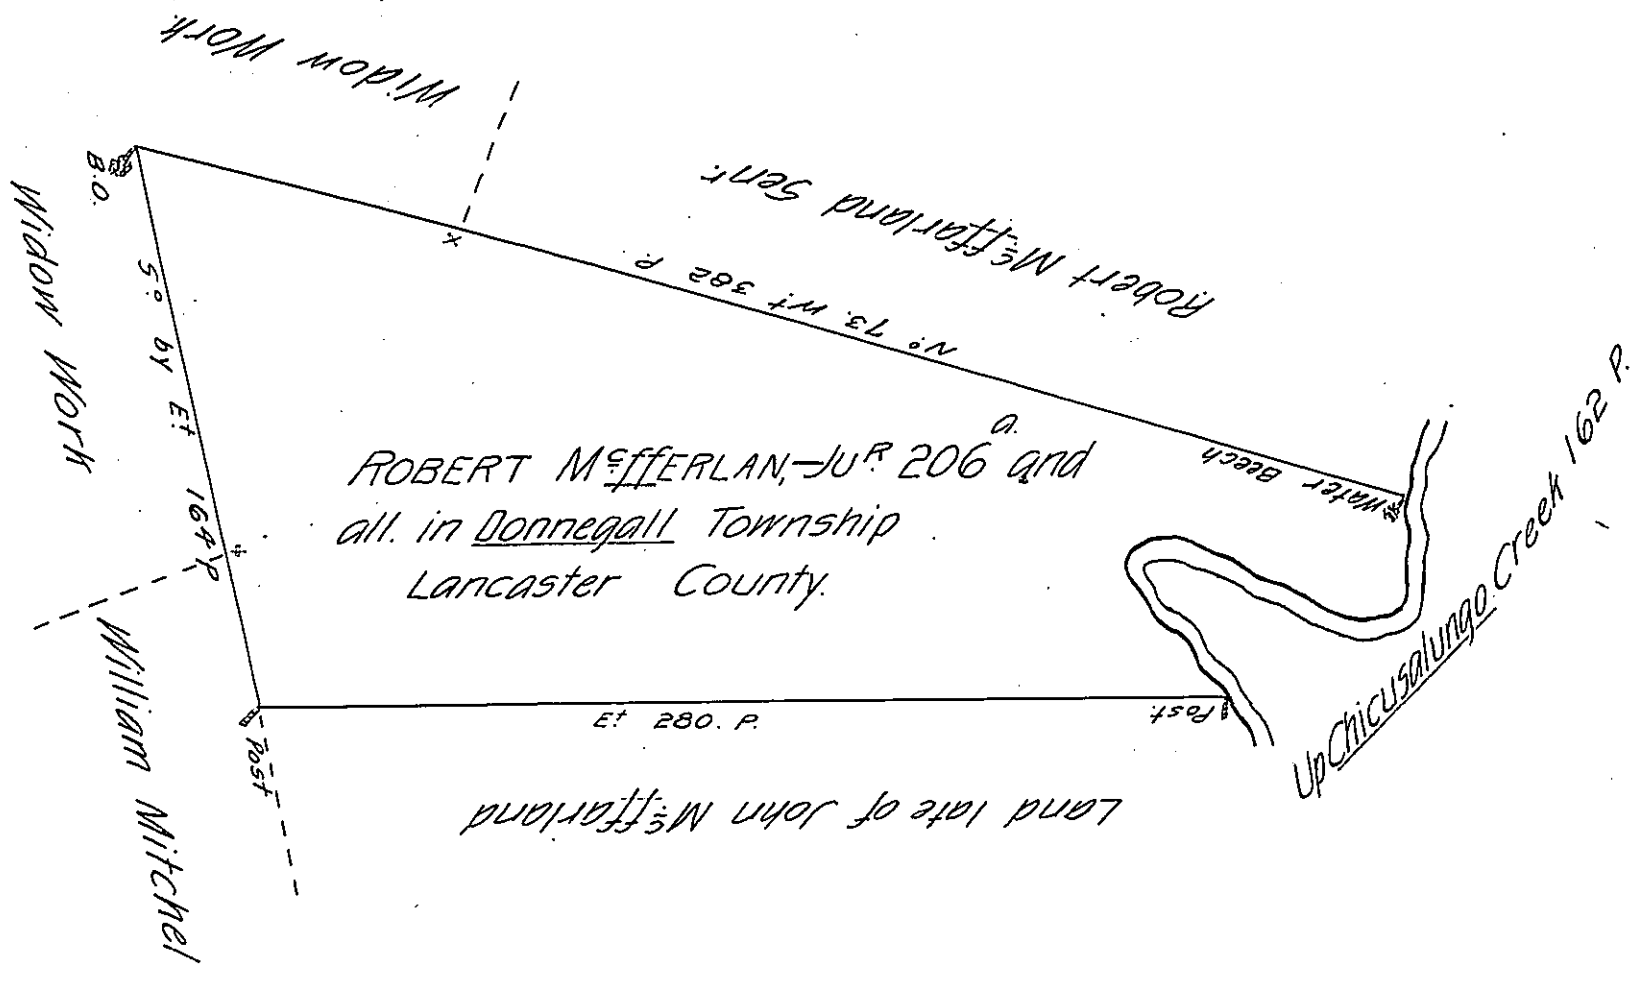 Widow Work
B.O.
Widow Work
Robert Mcffarland Senr.
x
No. 73. Wt 382 P.
So by Et 164 P
ROBERT McffERLAN, JUR. 206 a. and
all. in Donnegall Township
Lancaster County.
Water Beech
Up Chicusalungo Creek 162 P.
William Mitchel
Post
Et 280. P.
Post
Land late of John Mcffarland